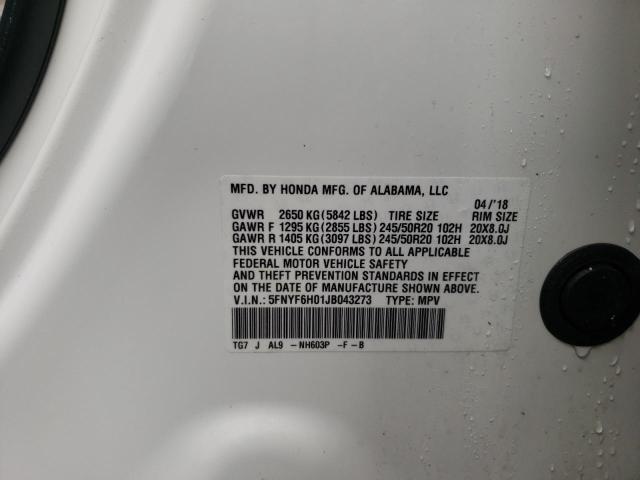 MFD. BY HONDA MFG. OF ALABAMA, LLC
04/'18
GVWR 2650 KG(5842 LBS) TIRE SIZE RIM SIZE
GAWR F 1295 KG(2855 LBS)245/50R20 102H 20X8.0J
GAWR R 1405 KG(3097 LBS)245/50R20 102H 20X8.0J
THIS VEHICLE CONFORMS TO ALL APPLICABLE
FEDERAL MOTOR VEHICLE SAFETY
AND THEFT PREVENTION STANDARDS IN EFFECT
ON THE DATE OF MANUFACTURE SHOWN ABOVE.
V.I.N.: 5FNYF6H01JB043273 TYPE: MPV
TG7 J AL9 -NH603P -F-B